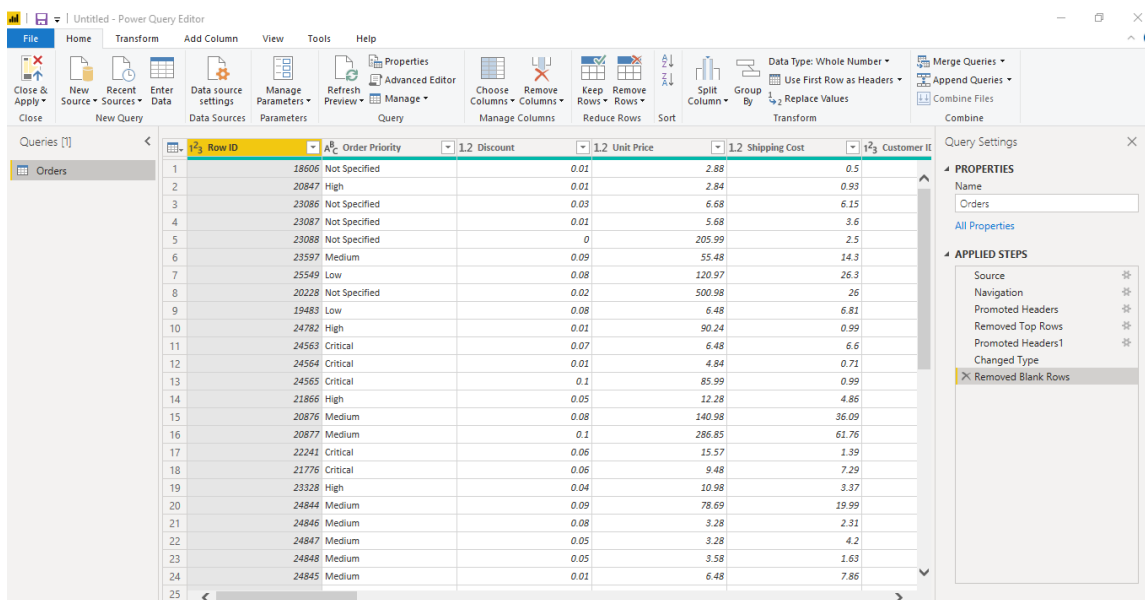 Untitled - Power Query Editor
File Home Transform Add Column View Tools Help
Close & Apply New Source Recent Sources Enter Data Data source settings Manage Parameters Refresh Preview Properties Advanced Editor Manage Choose Columns Remove Columns Keep Rows Remove Rows Split Column Group By Data Type: Whole Number Use First Row as Headers Replace Values Merge Queries Append Queries Combine Files
Close New Query Data Sources Parameters Query Manage Columns Reduce Rows Sort Transform Combine
Queries [1]
Orders
1²3 Row ID ABC Order Priority 1.2 Discount 1.2 Unit Price 1.2 Shipping Cost 1²3 Customer
1 18606 Not Specified 0.01 2.88 0.5
2 20847 High 0.01 2.84 0.93
3 23086 Not Specified 0.03 6.68 6.15
4 23087 Not Specified 0.01 5.68 3.6
5 23088 Not Specified 0 205.99 2.5
6 23597 Medium 0.09 55.48 14.3
7 25549 Low 0.08 120.97 26.3
8 20228 Not Specified 0.02 500.98 26
9 19483 Low 0.08 6.48 6.81
10 24782 High 0.01 90.24 0.99
11 24563 Critical 0.07 6.48 6.6
12 24564 Critical 0.01 4.84 0.71
13 24565 Critical 0.1 85.99 0.99
14 21866 High 0.05 12.28 4.86
15 20876 Medium 0.08 140.98 36.09
16 20877 Medium 0.1 286.85 61.76
17 22241 Critical 0.06 15.57 1.39
18 21776 Critical 0.06 9.48 7.29
19 23328 High 0.04 10.98 3.37
20 24844 Medium 0.09 78.69 19.99
21 24846 Medium 0.08 3.28 2.31
22 24847 Medium 0.05 3.28 4.2
23 24848 Medium 0.05 3.58 1.63
24 24845 Medium 0.01 6.48 7.86
25
Query Settings
PROPERTIES
Name
Orders
All Properties
APPLIED STEPS
Source
Navigation
Promoted Headers
Removed Top Rows
Promoted Headers1
Changed Type
Removed Blank Rows